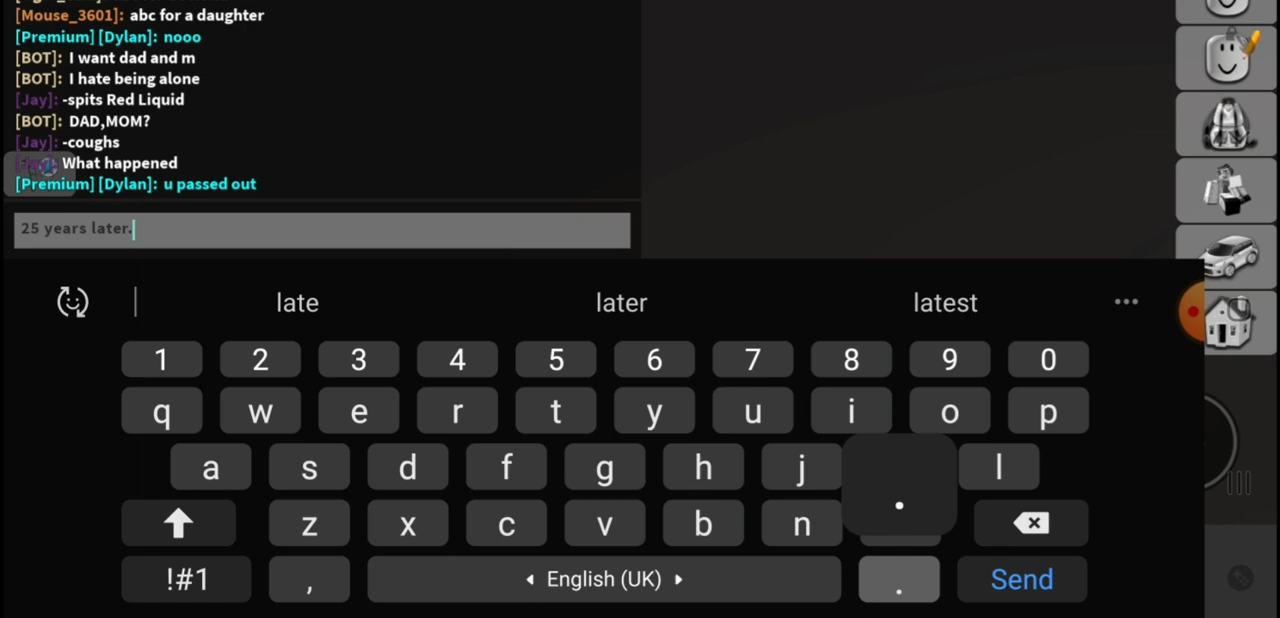 [Mouse_3601]: abc for a daughter
[Premium] [Dylan]: nooo
[BOT]: I want dad and m
[BOT]: I hate being alone
[Jay]: -spits Red Liquid
[BOT]: DAD,MOM?
[Jay]: -coughs
What happened
[Premium] [Dylan]: u passed out
25 years later.
late later latest
1 2 3 4 5 6 7 8 9 0
q w e r t y u i o p
a s d f g h j l
.
z x c v b n
!#1 , English (UK) . Send